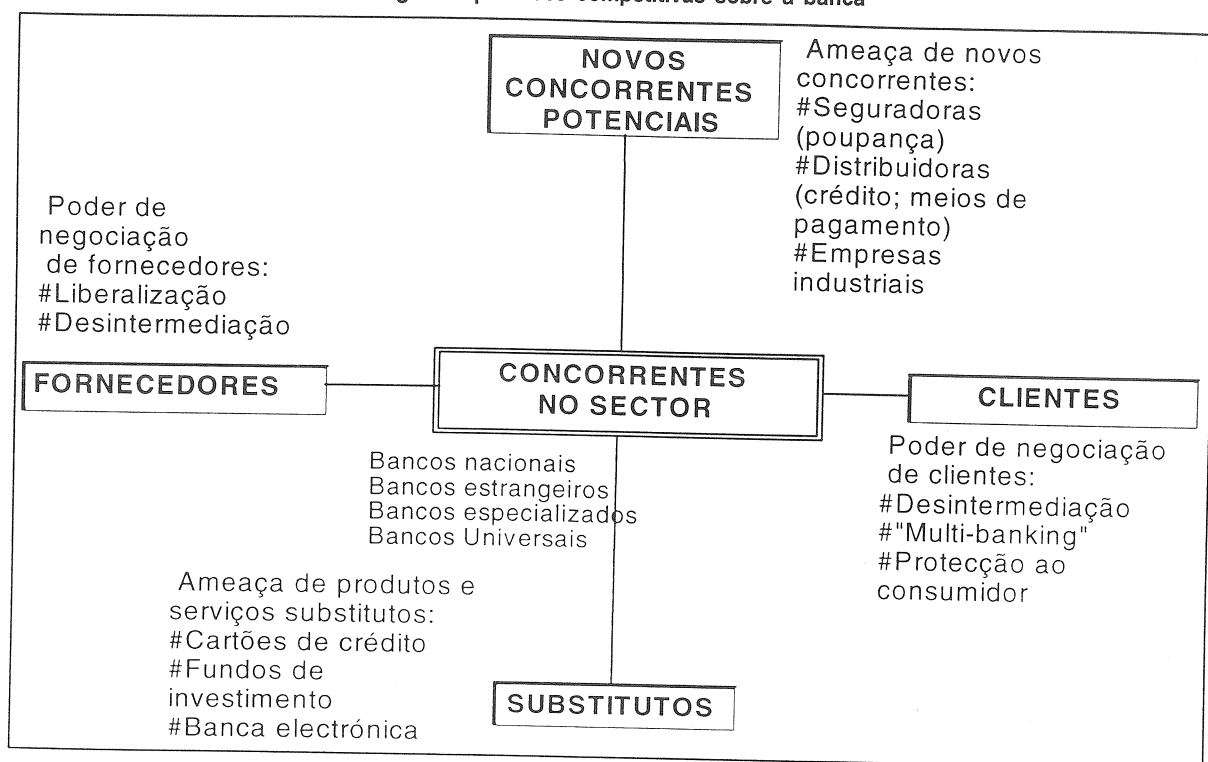 competitivas sobre a banca
NOVOS
CONCORRENTES
POTENCIAIS
Ameaça de novos
concorrentes:
#Seguradoras
(poupança)
#Distribuidoras
(crédito; meios de
pagamento)
#Empresas
industriais
Poder de
negociação
de fornecedores:
#Liberalização
#Desintermediação
FORNECEDORES
CONCORRENTES
NO SECTOR
CLIENTES
Bancos nacionais
Bancos estrangeiros
Bancos especializados
Bancos Universais
Poder de negociação
de clientes:
#Desintermediação
#"Multi-banking"
#Protecção ao
consumidor
Ameaça de produtos e
serviços substitutos:
#Cartões de crédito
#Fundos de
investimento
#Banca electrónica
SUBSTITUTOS